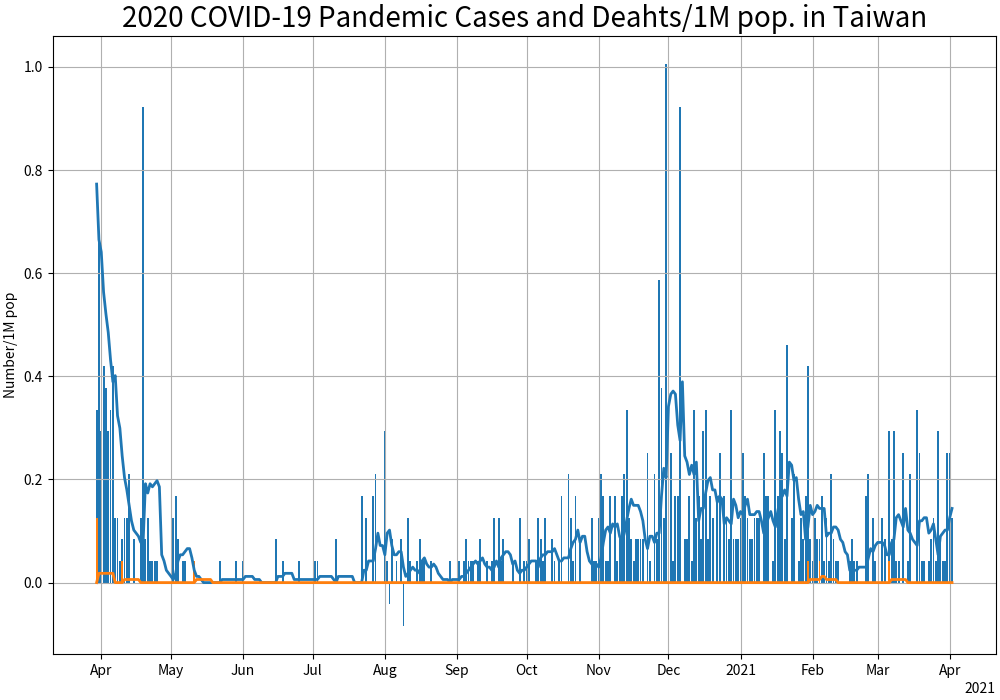 2020 COVID-19 Pandemic Cases and Deahts/1M pop. in Taiwan
Number/1M pop
1.0
0.8
0.6
0.4
0.2
0.0
Apr May Jun Jul Aug Sep Oct Nov Dec 2021 Feb Mar Apr
2021